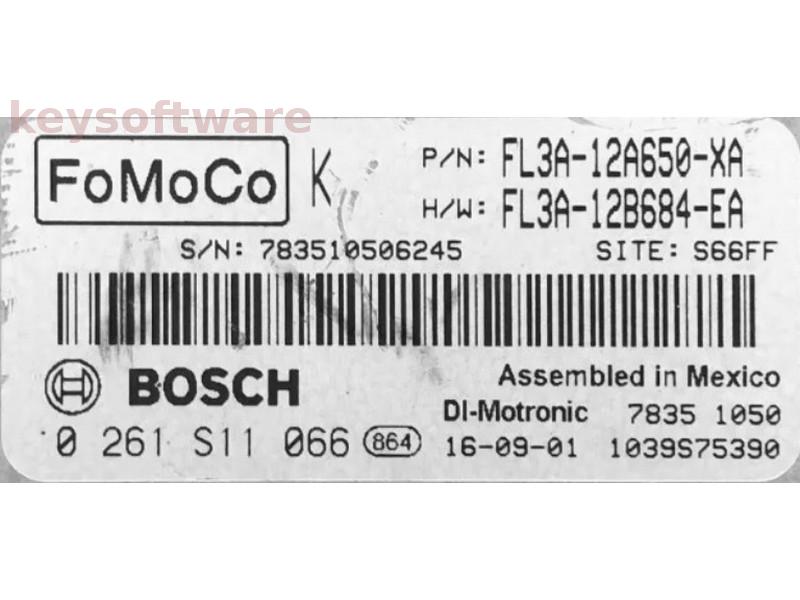 keysoftware
FoMoCo K P/N: FL3A-12A650-XA
H/W: FL3A-12B684-EA
S/N: 783510506245 SITE: S66FF
BOSCH Assembled in Mexico
DI-Motronic 7835 1050
0 261 S11 066 864 16-09-01 1039S75390